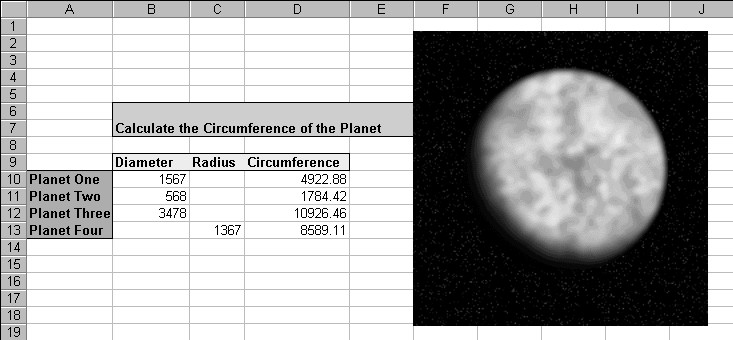 A B C D E F G H I J
1
2
3
4
5
6
7 Calculate the Circumference of the Planet
8
9 Diameter Radius Circumference
10 Planet One 1567 4922.88
11 Planet Two 568 1784.42
12 Planet Three 3478 10926.46
13 Planet Four 1367 8589.11
14
15
16
17
18
19